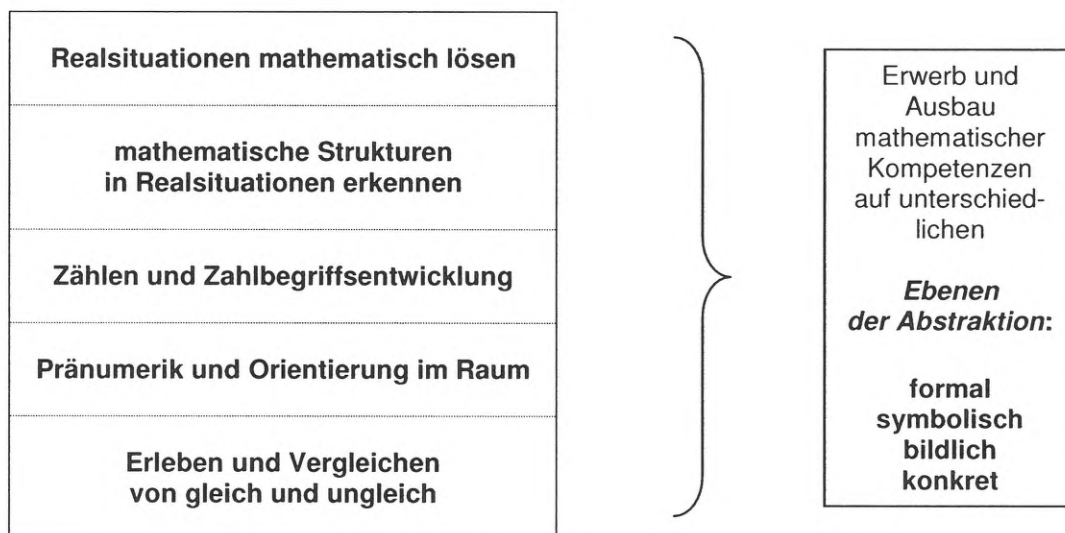 Realsituationen mathematisch lösen
mathematische Strukturen
in Realsituationen erkennen
Zählen und Zahlbegriffsentwicklung
Pränumerik und Orientierung im Raum
Erleben und Vergleichen
von gleich und ungleich
Erwerb und
Ausbau
mathematischer
Kompetenzen
auf unterschied-
lichen
Ebenen
der Abstraktion:
formal
symbolisch
bildlich
konkret